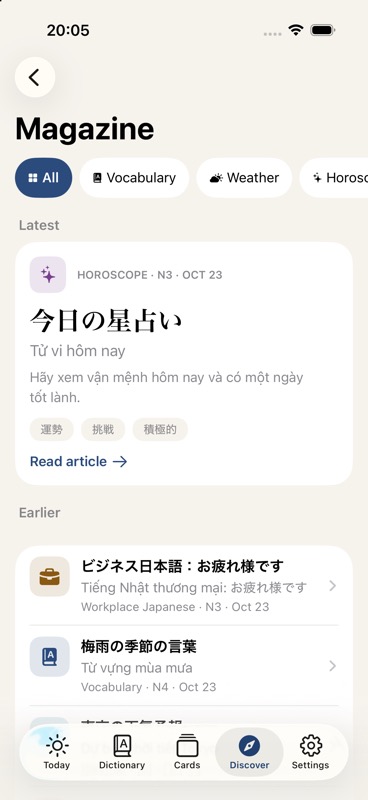 20:05
Magazine
All
Vocabulary
Weather
Latest
HOROSCOPE · N3 · OCT 23
今日の星占い
Tử vi hôm nay
Hãy xem vận mệnh hôm nay và có một ngày
tốt lành.
運勢 挑戦 積極的
Read article →
Earlier
ビジネス日本語：お疲れ様です
Tiếng Nhật thương mại: お疲れ様です
Workplace Japanese · N3 · Oct 23
梅雨の季節の言葉
Từ vựng mùa mưa
Vocabulary · N4 · Oct 23
Today
Dictionary
Cards
Discover
Settings